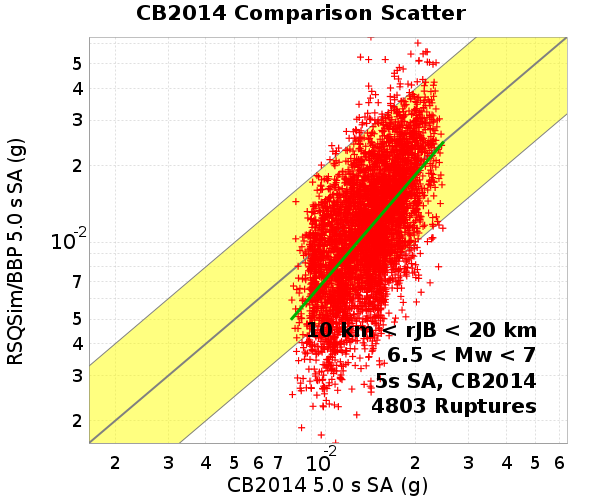 CB2014 Comparison Scatter
RSQSim/BBP 5.0 s SA (g)
5
4
3
2
10-2
7
5
4
3
2
10 km < rJB < 20 km
6.5 < Mw < 7
5s SA, CB2014
4803 Ruptures
2 3 4 5 6 7 10-2 2 3 4 5 6
CB2014 5.0 s SA (g)